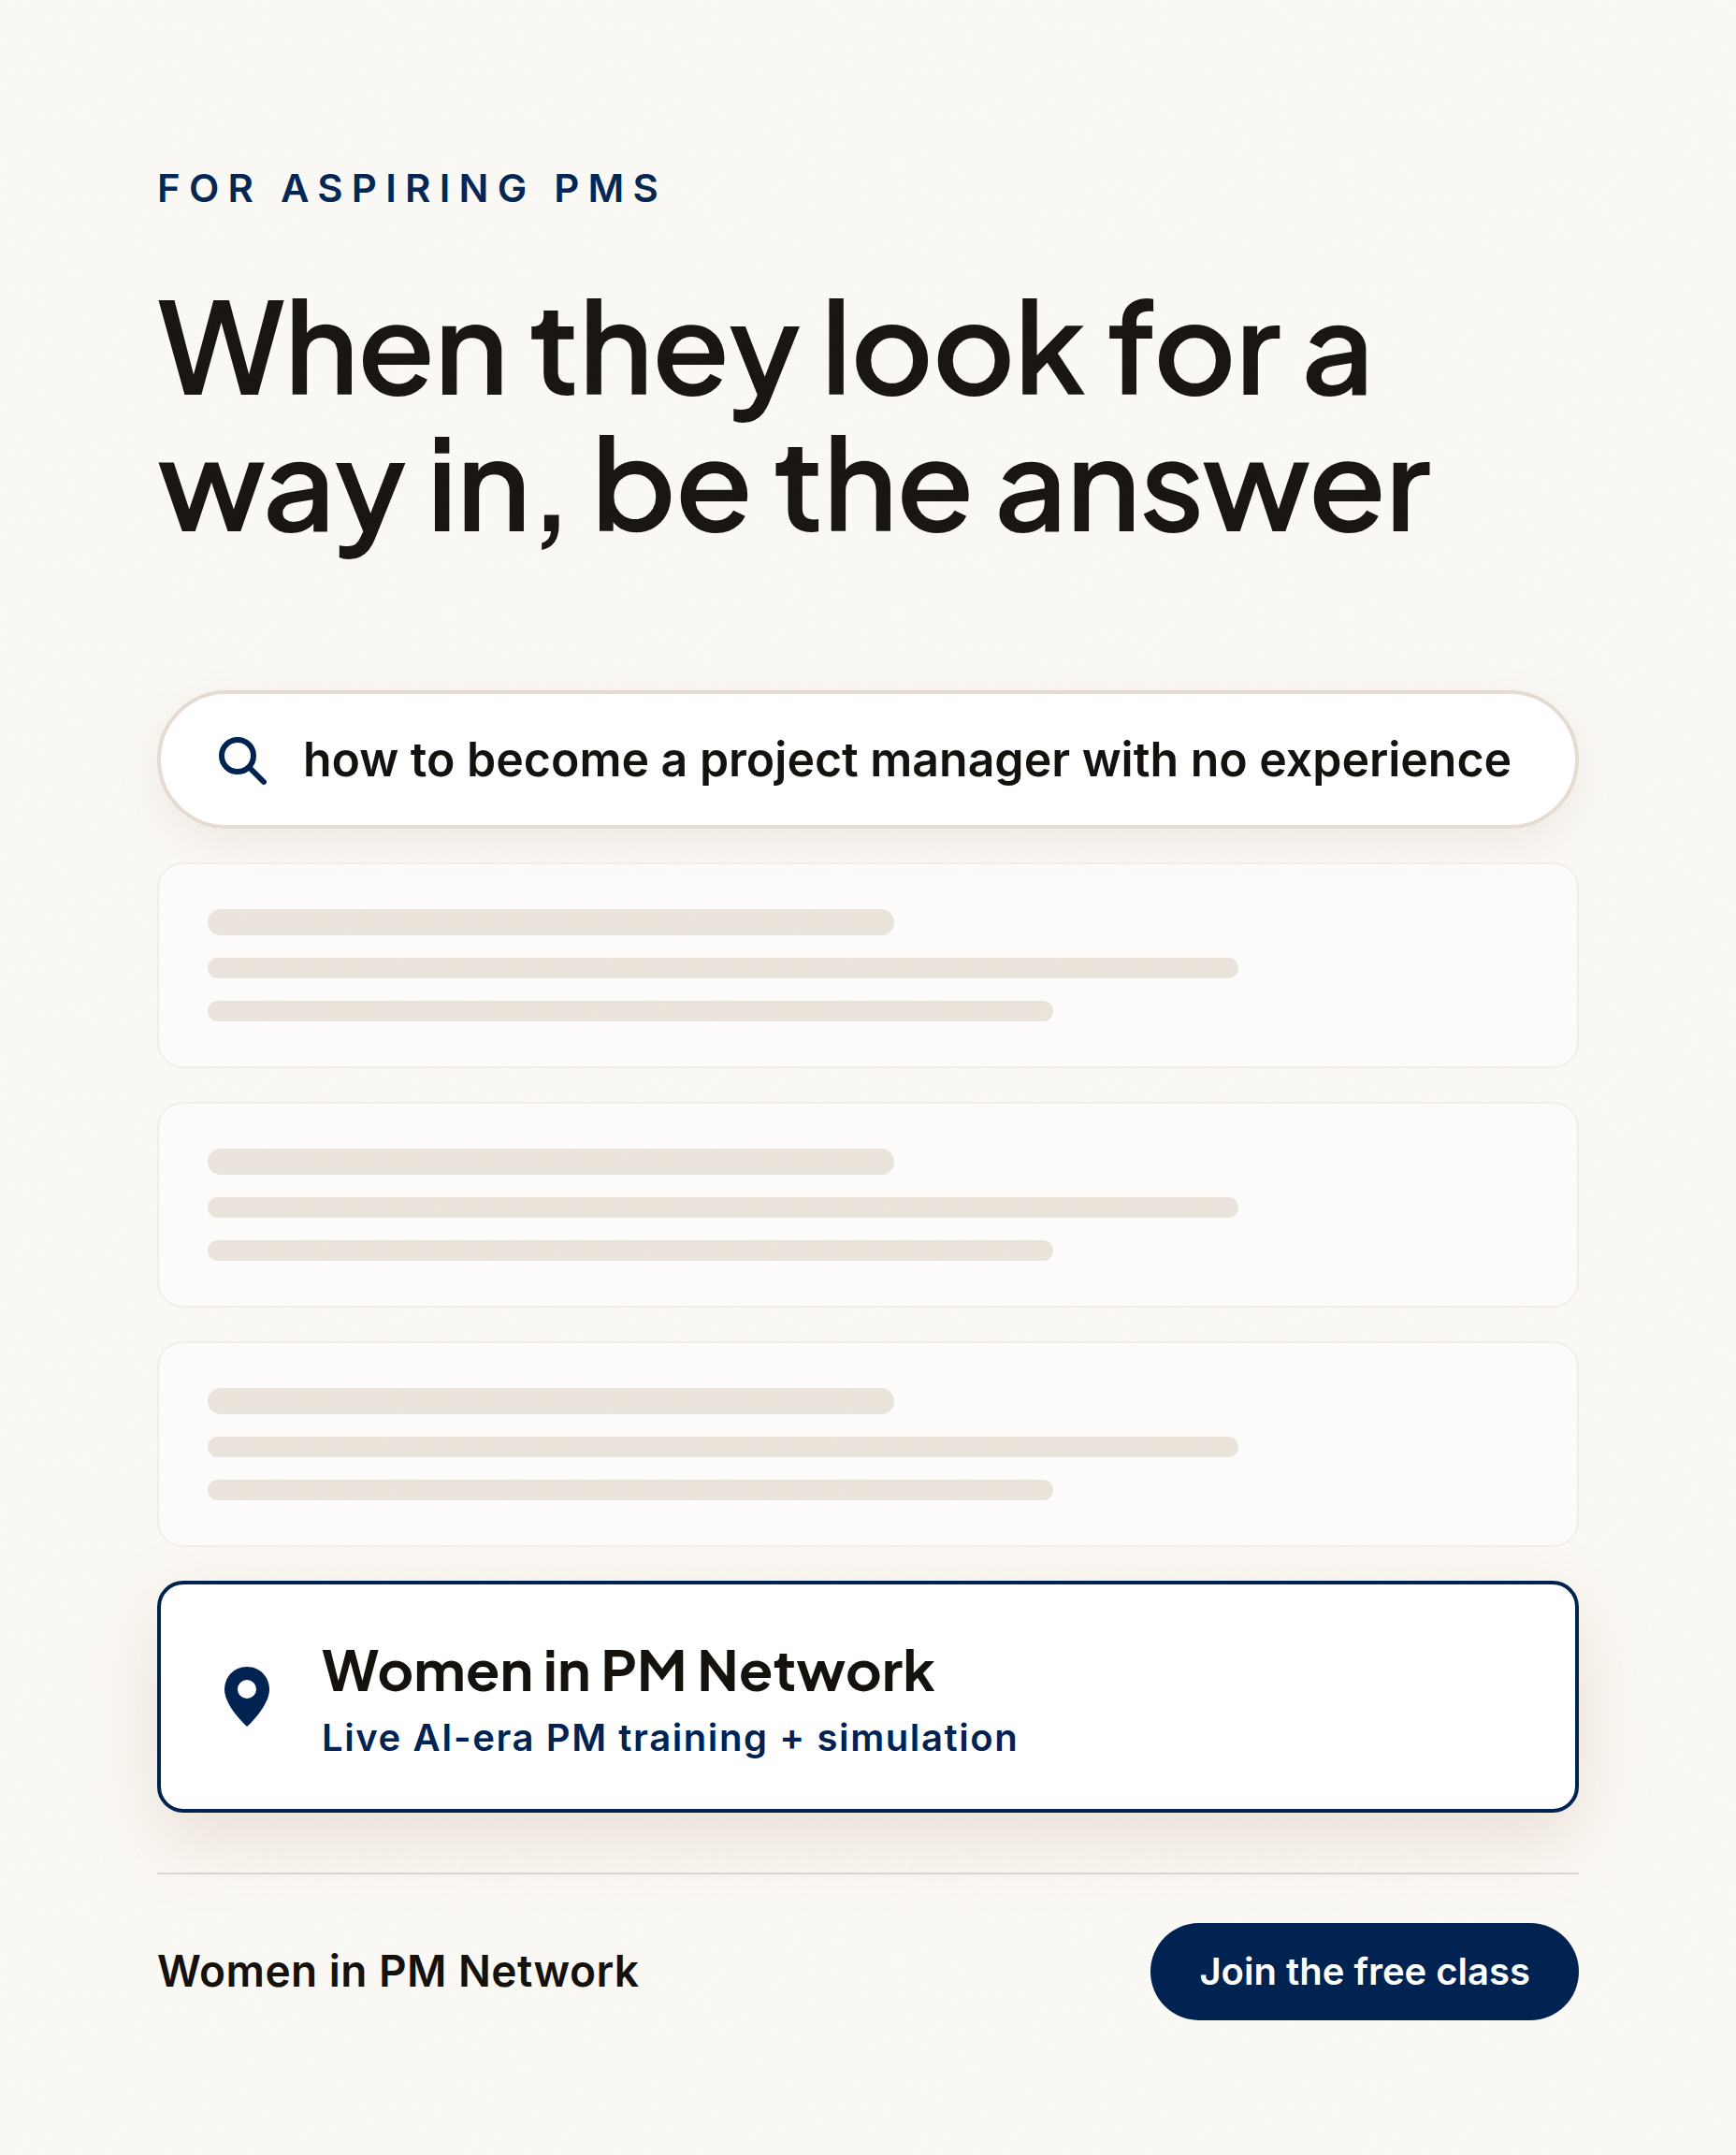 FOR ASPIRING PMS
When they look for a
way in, be the answer
how to become a project manager with no experience
Women in PM Network
Live AI-era PM training + simulation
Women in PM Network
Join the free class